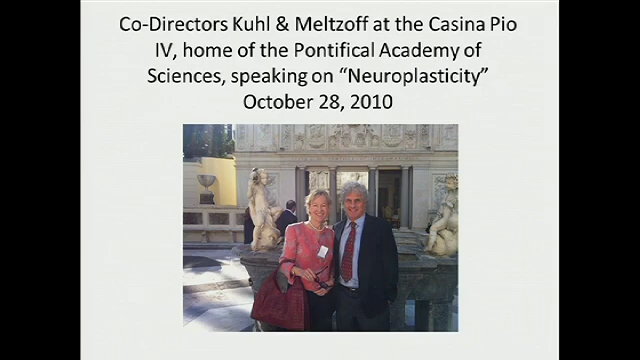 Co-Directors Kuhl & Meltzoff at the Casina Pio
IV, home of the Pontifical Academy of
Sciences, speaking on “Neuroplasticity”
October 28, 2010